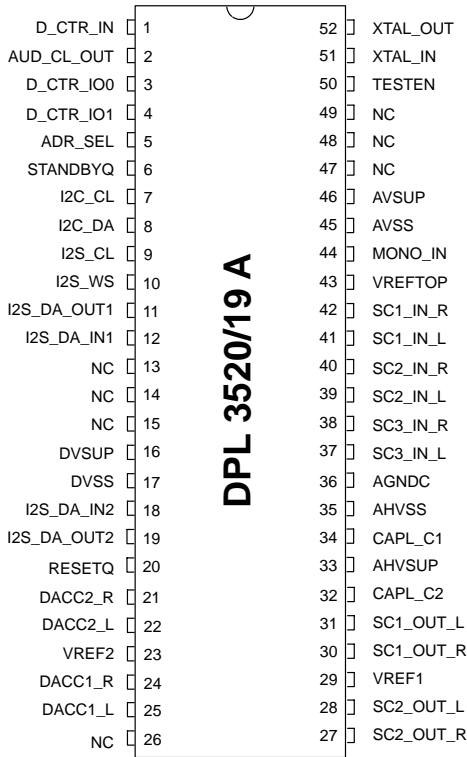 D_CTR_IN 1 52 XTAL_OUT
AUD_CL_OUT 2 51 XTAL_IN
D_CTR_IO0 3 50 TESTEN
D_CTR_IO1 4 49 NC
ADR_SEL 5 48 NC
STANDBYQ 6 47 NC
I2C_CL 7 46 AVSUP
I2C_DA 8 45 AVSS
I2S_CL 9 44 MONO_IN
I2S_WS 10 43 VREFTOP
I2S_DA_OUT1 11 42 SC1_IN_R
I2S_DA_IN1 12 41 SC1_IN_L
NC 13 40 SC2_IN_R
NC 14 39 SC2_IN_L
NC 15 38 SC3_IN_R
DVSUP 16 37 SC3_IN_L
DVSS 17 36 AGNDC
I2S_DA_IN2 18 35 AHVSS
I2S_DA_OUT2 19 34 CAPL_C1
RESETQ 20 33 AHVSUP
DACC2_R 21 32 CAPL_C2
DACC2_L 22 31 SC1_OUT_L
VREF2 23 30 SC1_OUT_R
DACC1_R 24 29 VREF1
DACC1_L 25 28 SC2_OUT_L
NC 26 27 SC2_OUT_R
DPL 3520/19 A